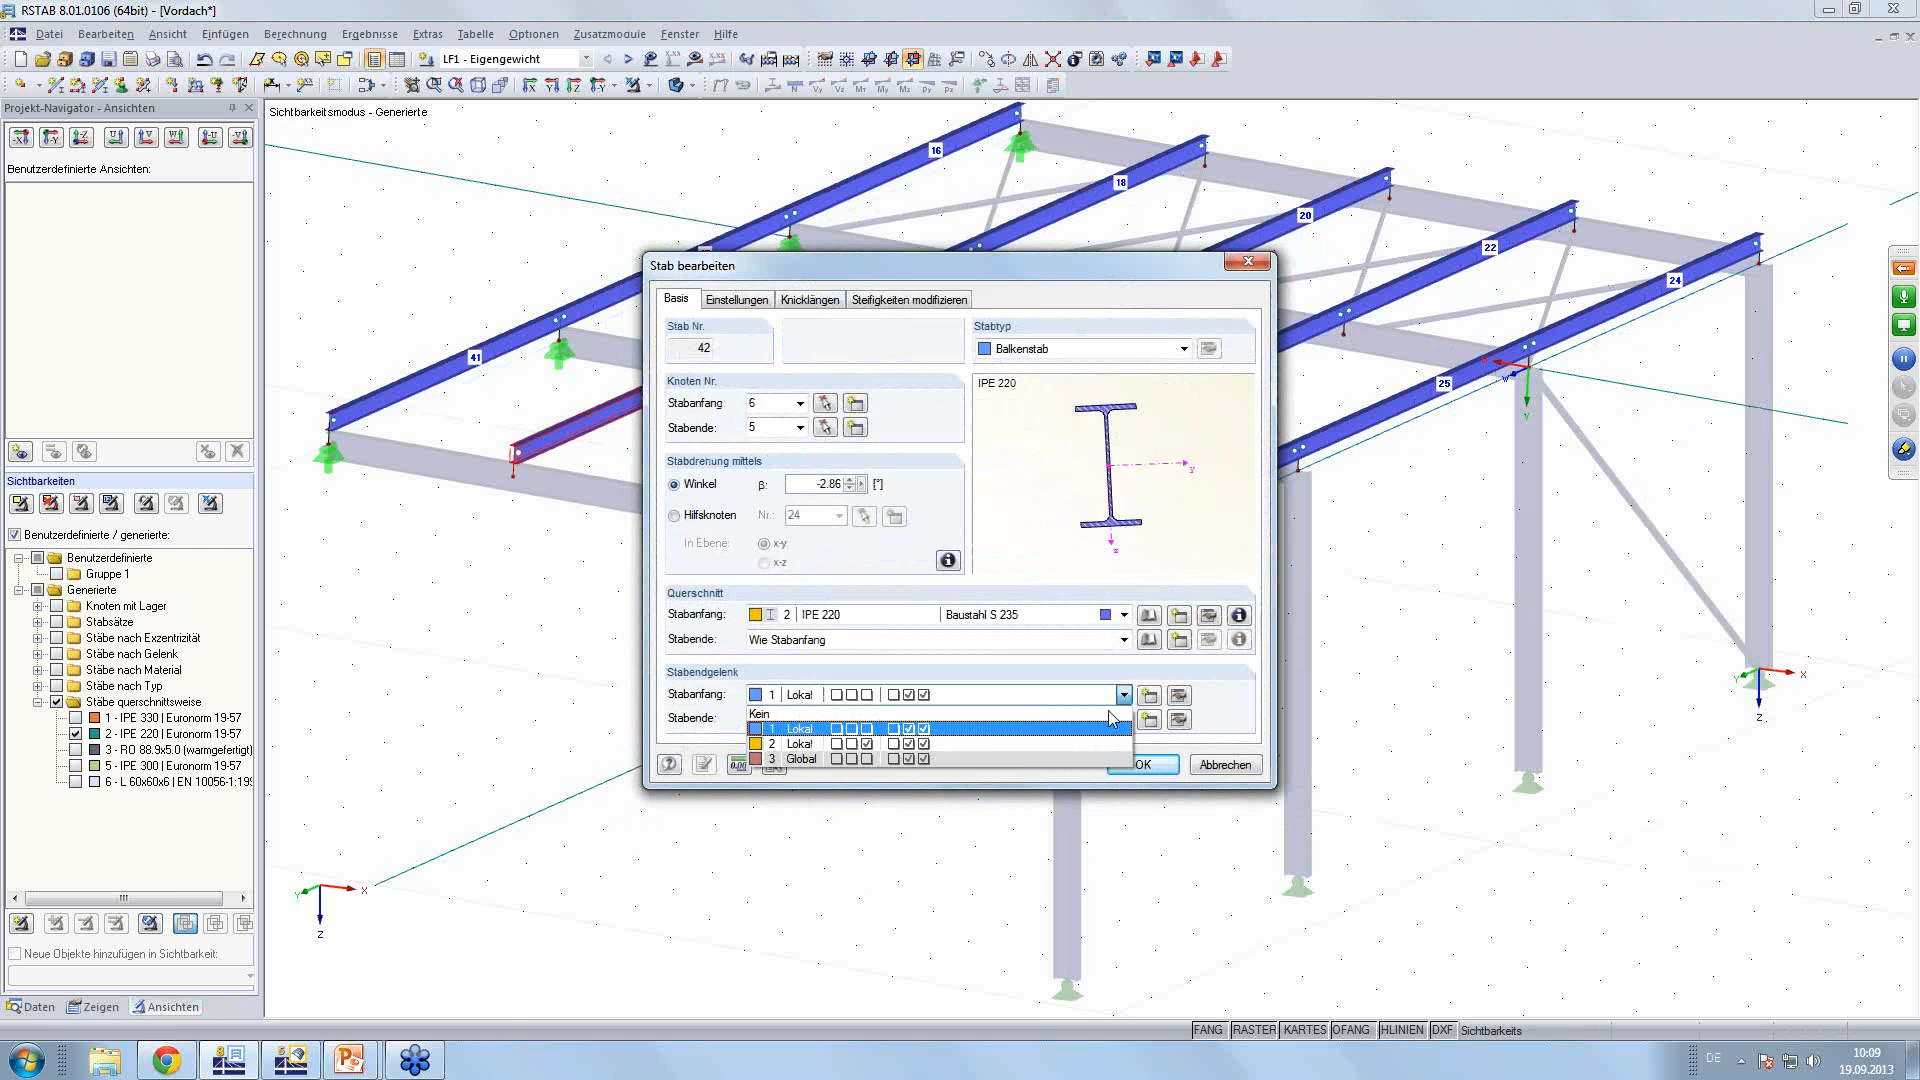 RSTAB 8.01.0106 (64bit) - [Vordach*]
Datei Bearbeiten Ansicht Einfügen Berechnung Ergebnisse Extras Tabelle Optionen Zusatzmodule Fenster Hilfe
LF1 - Eigengewicht
Projekt-Navigator - Ansichten
Sichtbarkeitsmodus - Generierte
Benutzerdefinierte Ansichten:
16
18
20
22
24
25
41
Stab bearbeiten
Basis Einstellungen Knicklängen Steifigkeiten modifizieren
Stab Nr.
42
Stabtyp
Balkenstab
Knoten Nr.
Stabanfang: 6
Stabende: 5
IPE 220
y
z
Stabdrehung mittels
Winkel β: -2.86 [°]
Hilfsknoten Nr.: 24
In Ebene: x-y
x-z
Querschnitt
Stabanfang: 2 IPE 220 Baustahl S 235
Stabende: Wie Stabanfang
Stabendgelenk
Stabanfang: 1 Lokal
Stabende:
Kein
1 Lokal
2 Lokal
3 Global
OK Abbrechen
Sichtbarkeiten
Benutzerdefinierte / generierte:
Benutzerdefinierte
Gruppe 1
Generierte
Knoten mit Lager
Stabsätze
Stäbe nach Exzentrizität
Stäbe nach Gelenk
Stäbe nach Material
Stäbe nach Typ
Stäbe querschnittsweise
1 - IPE 330 | Euronorm 19-57
2 - IPE 220 | Euronorm 19-57
3 - RO 88.9x5.0 (warmgefertigt)
5 - IPE 300 | Euronorm 19-57
6 - L 60x60x6 | EN 10056-1:199
Neue Objekte hinzufügen in Sichtbarkeit:
Daten Zeigen Ansichten
Y X
Z
Y X
Z
FANG RASTER KARTES OFANG HLINIEN DXF Sichtbarkeits
DE
10:09
19.09.2013